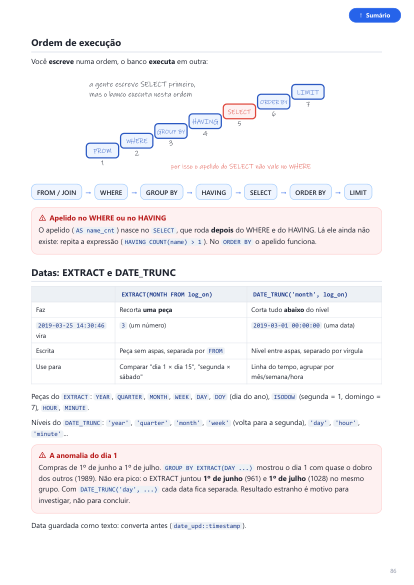 ↑ Sumário
Ordem de execução
Você escreve numa ordem, o banco executa em outra:
a gente escreve SELECT primeiro,
mas o banco executa nesta ordem
FROM
1
WHERE
2
GROUP BY
3
HAVING
4
SELECT
5
ORDER BY
6
LIMIT
7
por isso o apelido do SELECT não vale no WHERE
FROM / JOIN → WHERE → GROUP BY → HAVING → SELECT → ORDER BY → LIMIT
⚠ Apelido no WHERE ou no HAVING
O apelido ( AS name_cnt ) nasce no SELECT , que roda depois do WHERE e do HAVING. Lá ele ainda não
existe: repita a expressão ( HAVING COUNT(name) > 1 ). No ORDER BY o apelido funciona.
Datas: EXTRACT e DATE_TRUNC
EXTRACT(MONTH FROM log_on) DATE_TRUNC('month', log_on)
Faz Recorta uma peça Corta tudo abaixo do nível
2019-03-25 14:30:46 3 (um número) 2019-03-01 00:00:00 (uma data)
vira
Escrita Peça sem aspas, separada por FROM Nível entre aspas, separado por vírgula
Use para Comparar "dia 1 × dia 15", "segunda × Linha do tempo, agrupar por
sábado" mês/semana/hora
Peças do EXTRACT : YEAR , QUARTER , MONTH , WEEK , DAY , DOY (dia do ano), ISODOW (segunda = 1, domingo =
7), HOUR , MINUTE .
Níveis do DATE_TRUNC : 'year' , 'quarter' , 'month' , 'week' (volta para a segunda), 'day' , 'hour' ,
'minute' …
⚠ A anomalia do dia 1
Compras de 1º de junho a 1º de julho. GROUP BY EXTRACT(DAY ...) mostrou o dia 1 com quase o dobro
dos outros (1989). Não era pico: o EXTRACT juntou 1º de junho (961) e 1º de julho (1028) no mesmo
grupo. Com DATE_TRUNC('day', ...) cada data fica separada. Resultado estranho é motivo para
investigar, não para concluir.
Data guardada como texto: converta antes ( date_upd::timestamp ).